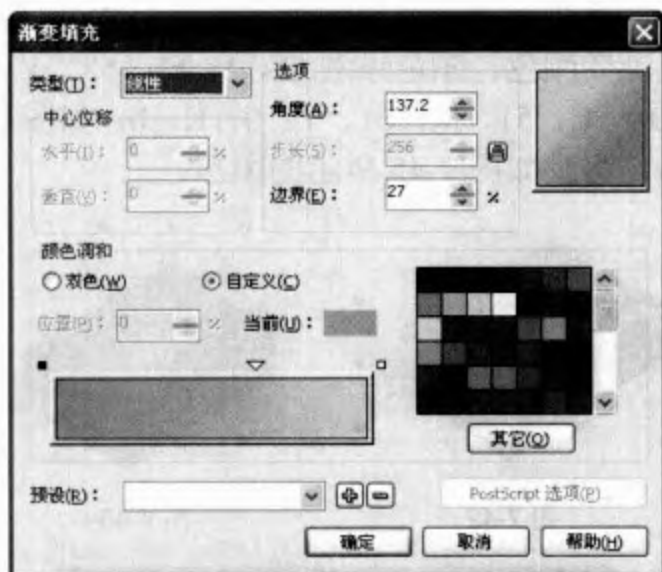 渐变填充
类型(T)： 线性
选项
中心位移
角度(A)： 137.2
水平(I)： 0 %
步长(S)： 256
垂直(V)： 0 %
边界(E)： 27 %
颜色调和
双色(W) 自定义(C)
位置(P)： 0 % 当前(U)：
其它(O)
预设(R)：
PostScript 选项(P)
确定 取消 帮助(H)